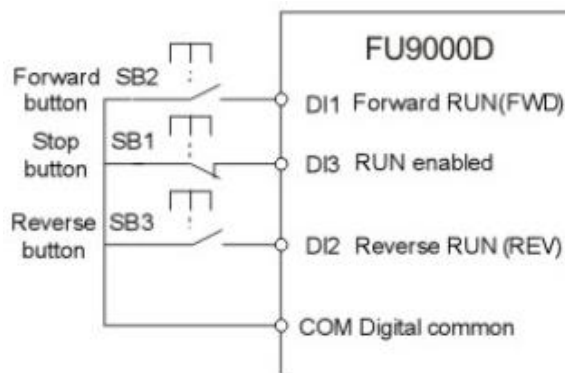 FU9000D
Forward button
SB2
DI1 Forward RUN(FWD)
Stop button
SB1
DI3 RUN enabled
Reverse button
SB3
DI2 Reverse RUN (REV)
COM Digital common